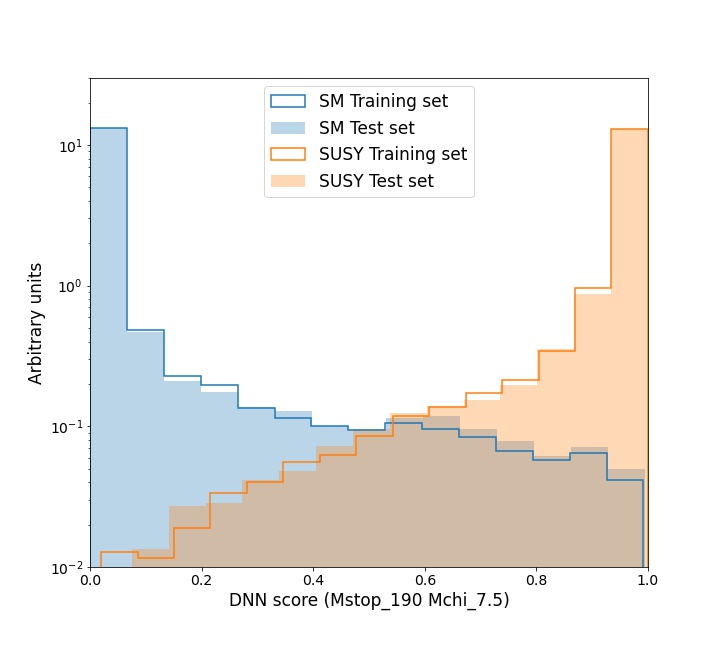 SM Training set
SM Test set
SUSY Training set
SUSY Test set
10¹
10⁰
10⁻¹
10⁻²
Arbitrary units
0.0 0.2 0.4 0.6 0.8 1.0
DNN score (Mstop_190 Mchi_7.5)